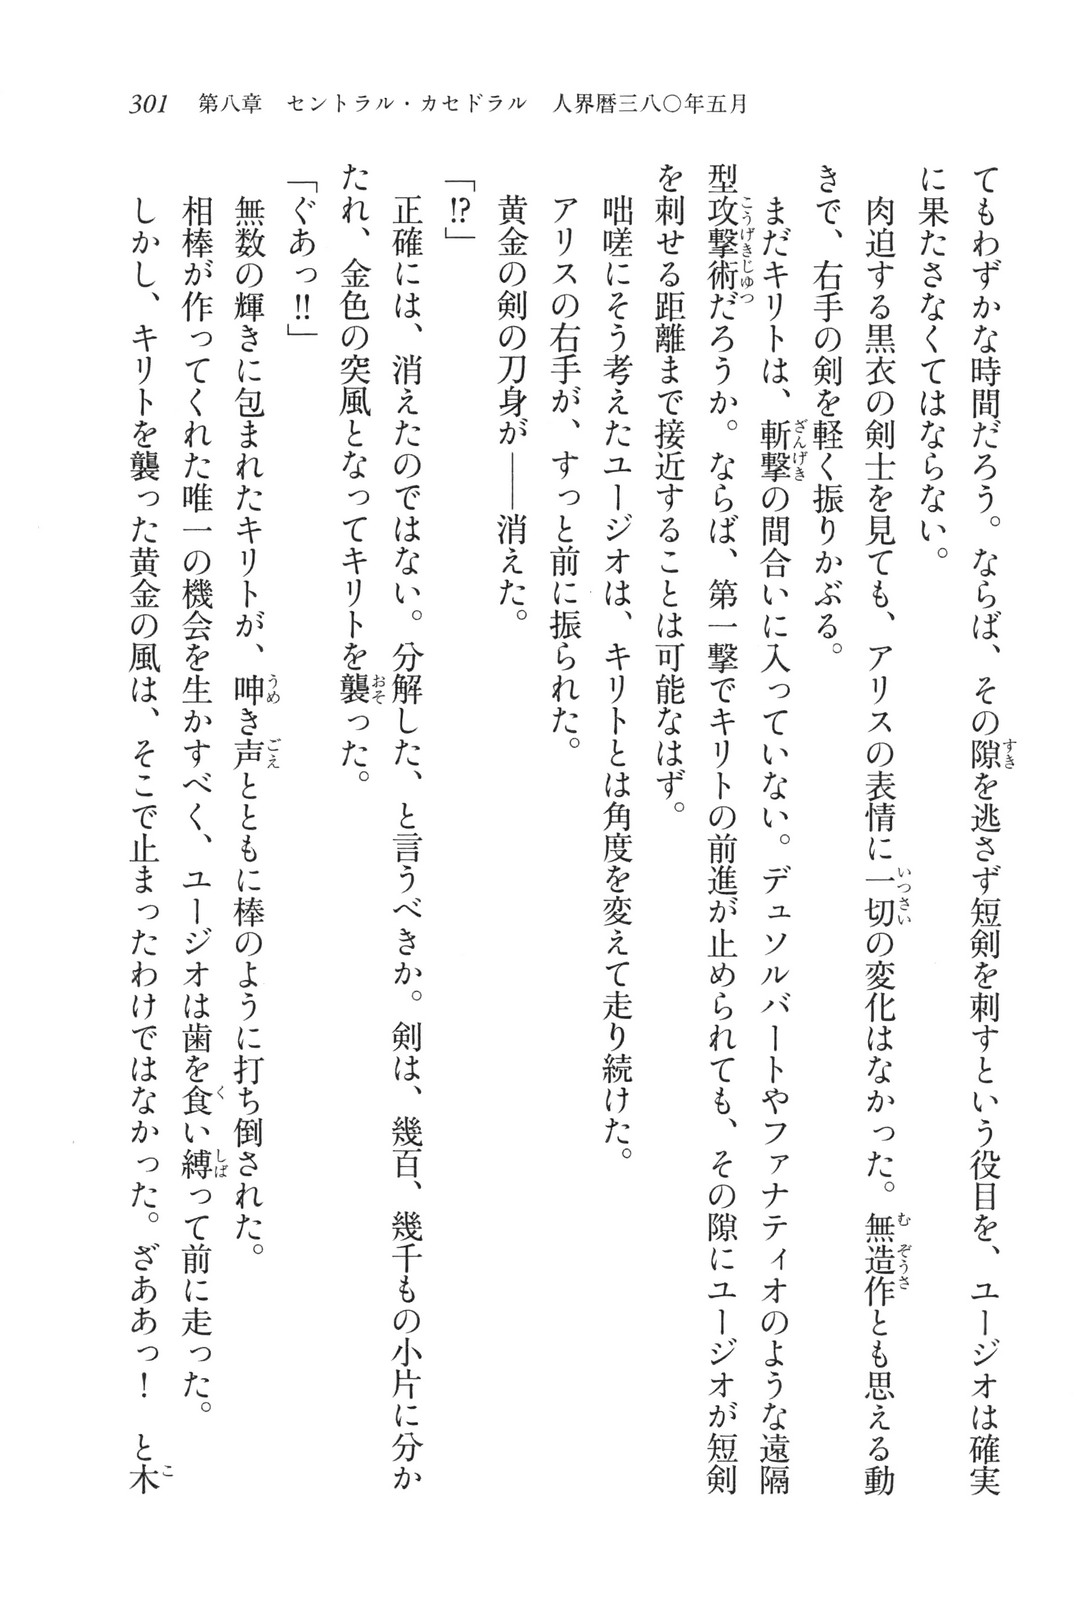 301 第八章 セントラル・カセドラル 人界暦三八〇年五月
てもわずかな時間だろう。ならば、その隙を逃さず短剣を刺すという役目を、ユージオは確実
に果たさなくてはならない。
肉迫する黒衣の剣士を見ても、アリスの表情に一切の変化はなかった。無造作とも思える動
きで、右手の剣を軽く振りかぶる。
まだキリトは、斬撃の間合いに入っていない。デュソルバートやファナティオのような遠隔
型攻撃術だろうか。ならば、第一撃でキリトの前進が止められても、その隙にユージオが短剣
を刺せる距離まで接近することは可能なはず。
咄嗟にそう考えたユージオは、キリトとは角度を変えて走り続けた。
アリスの右手が、すっと前に振られた。
黄金の剣の刀身が――消えた。
「!?」
正確には、消えたのではない。分解した、と言うべきか。剣は、幾百、幾千もの小片に分か
たれ、金色の突風となってキリトを襲った。
「ぐあっ!!」
無数の輝きに包まれたキリトが、呻き声とともに棒のように打ち倒された。
相棒が作ってくれた唯一の機会を生かすべく、ユージオは歯を食い縛って前に走った。
しかし、キリトを襲った黄金の風は、そこで止まったわけではなかった。ざああっ！　と木